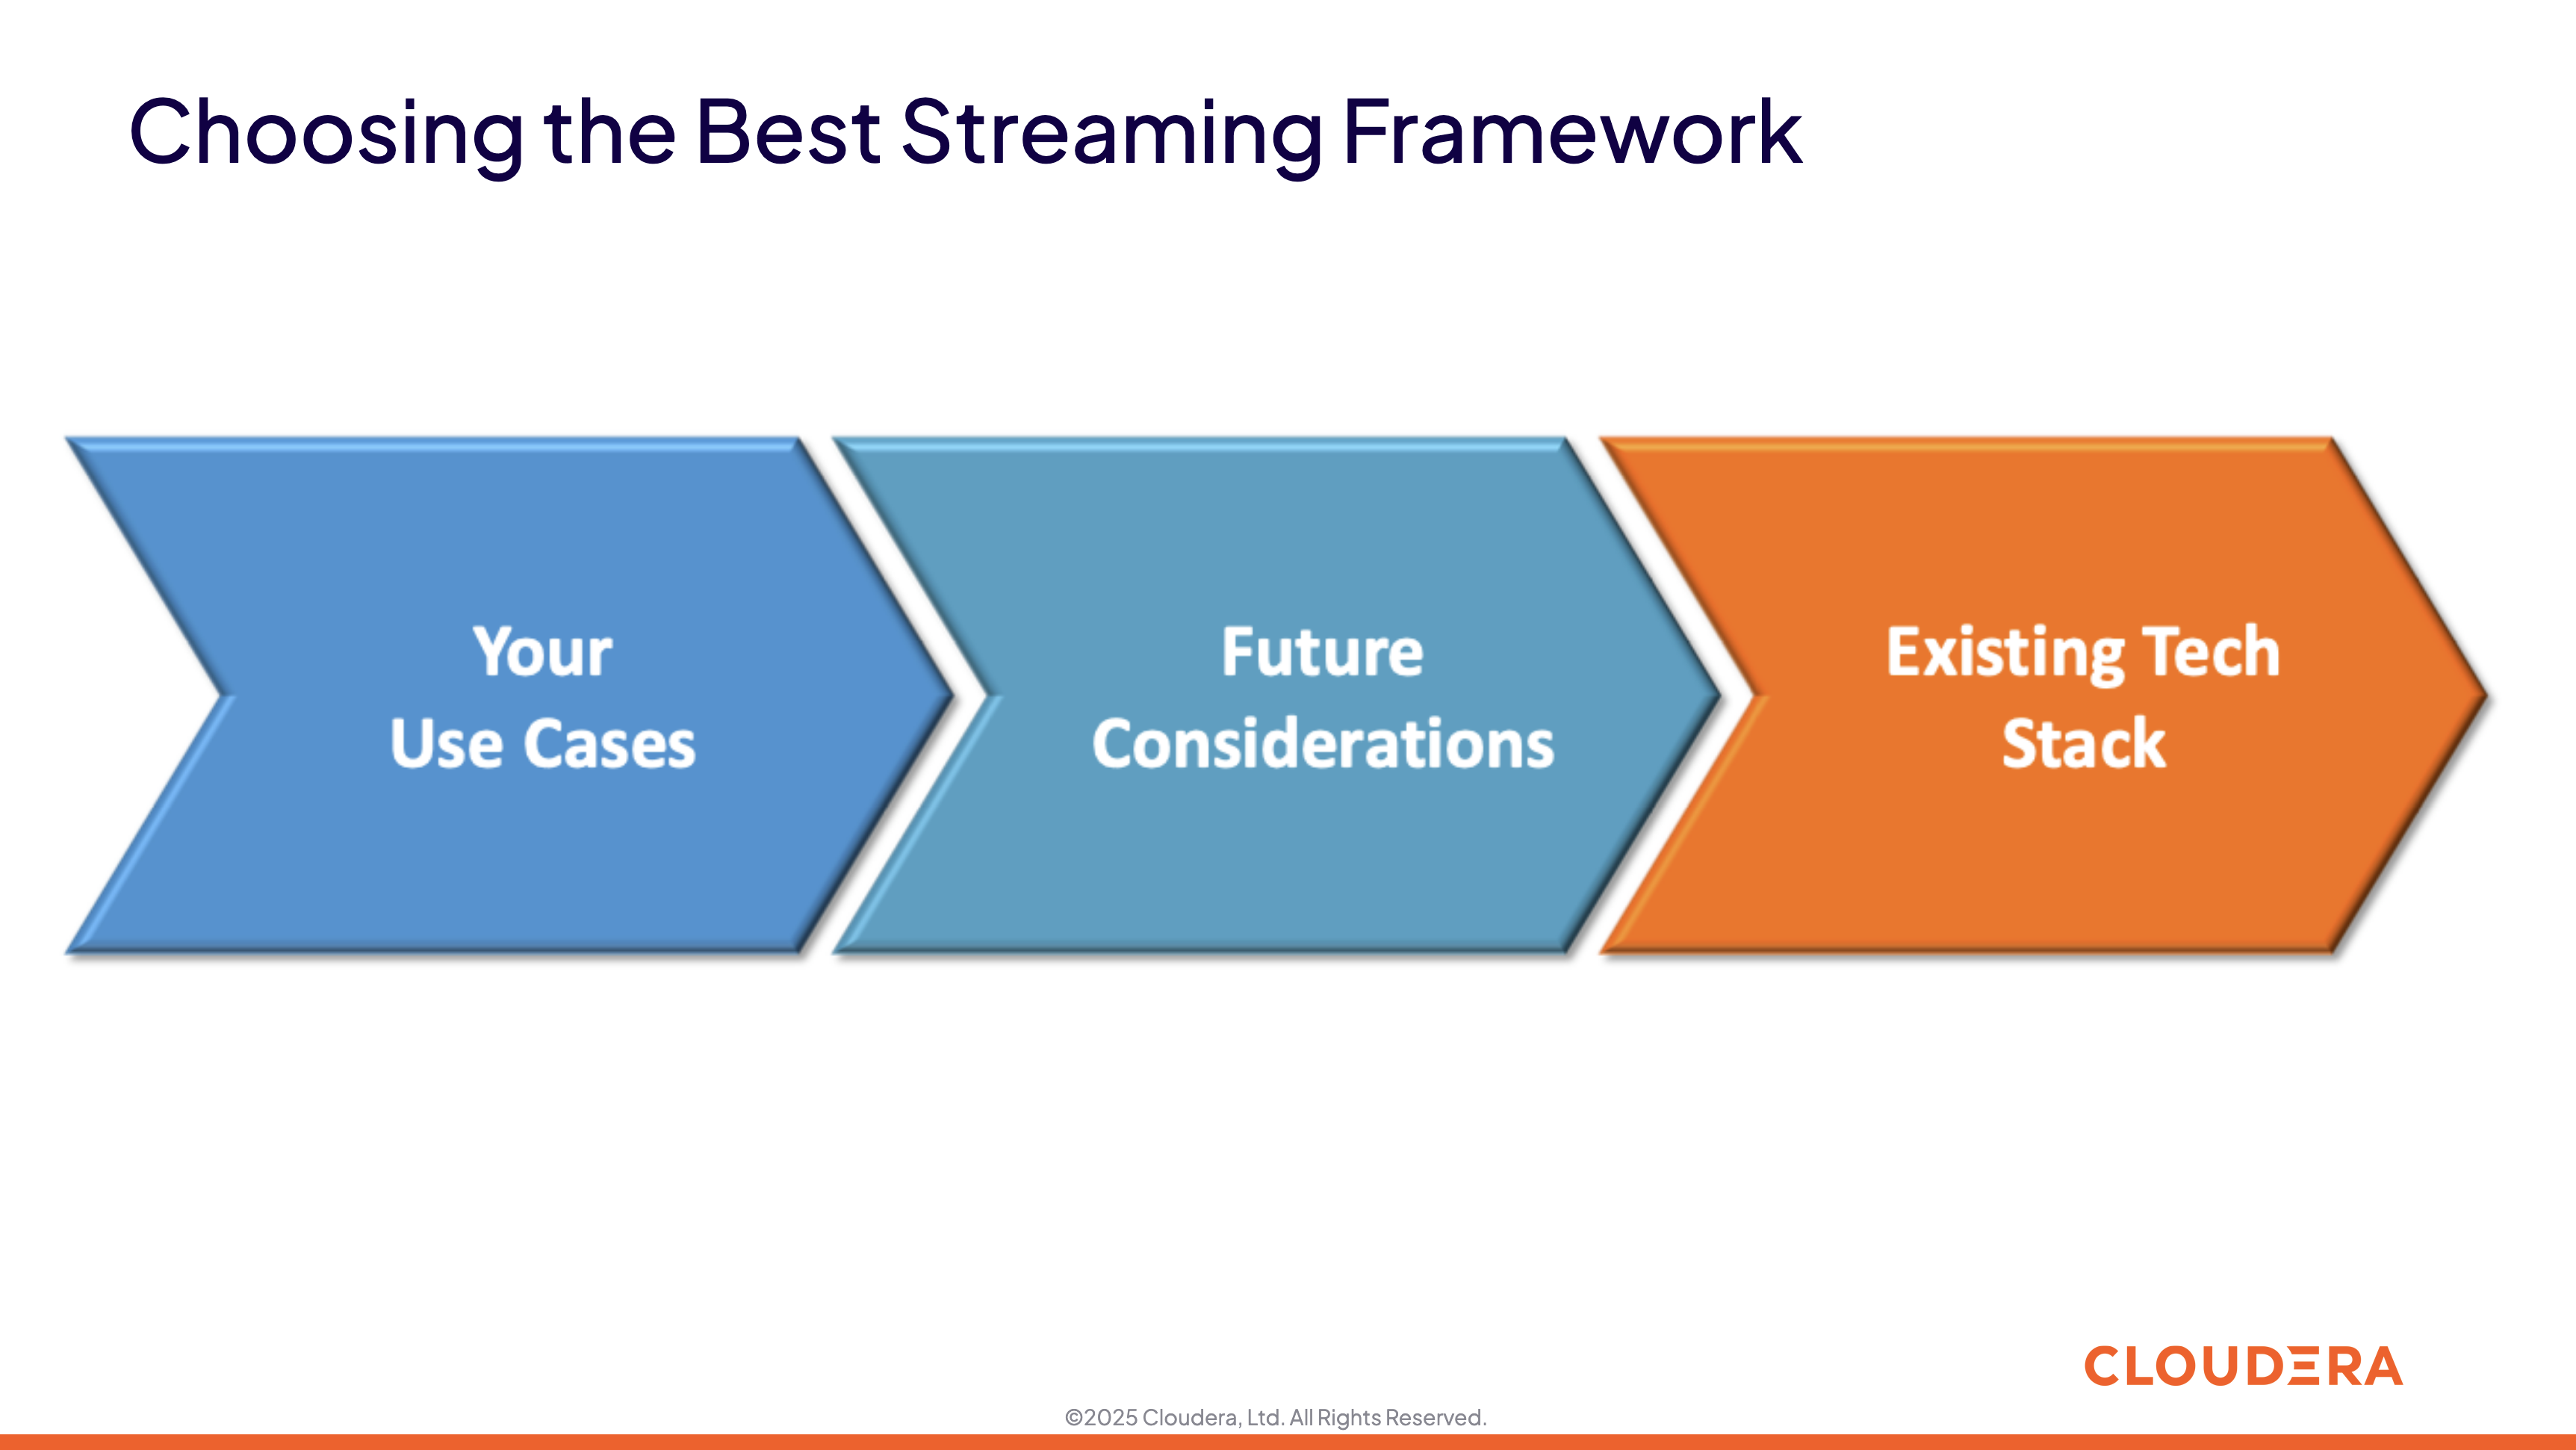 Choosing the Best Streaming Framework
Your
Use Cases
Future
Considerations
Existing Tech
Stack
CLOUDERA
©2025 Cloudera, Ltd. All Rights Reserved.